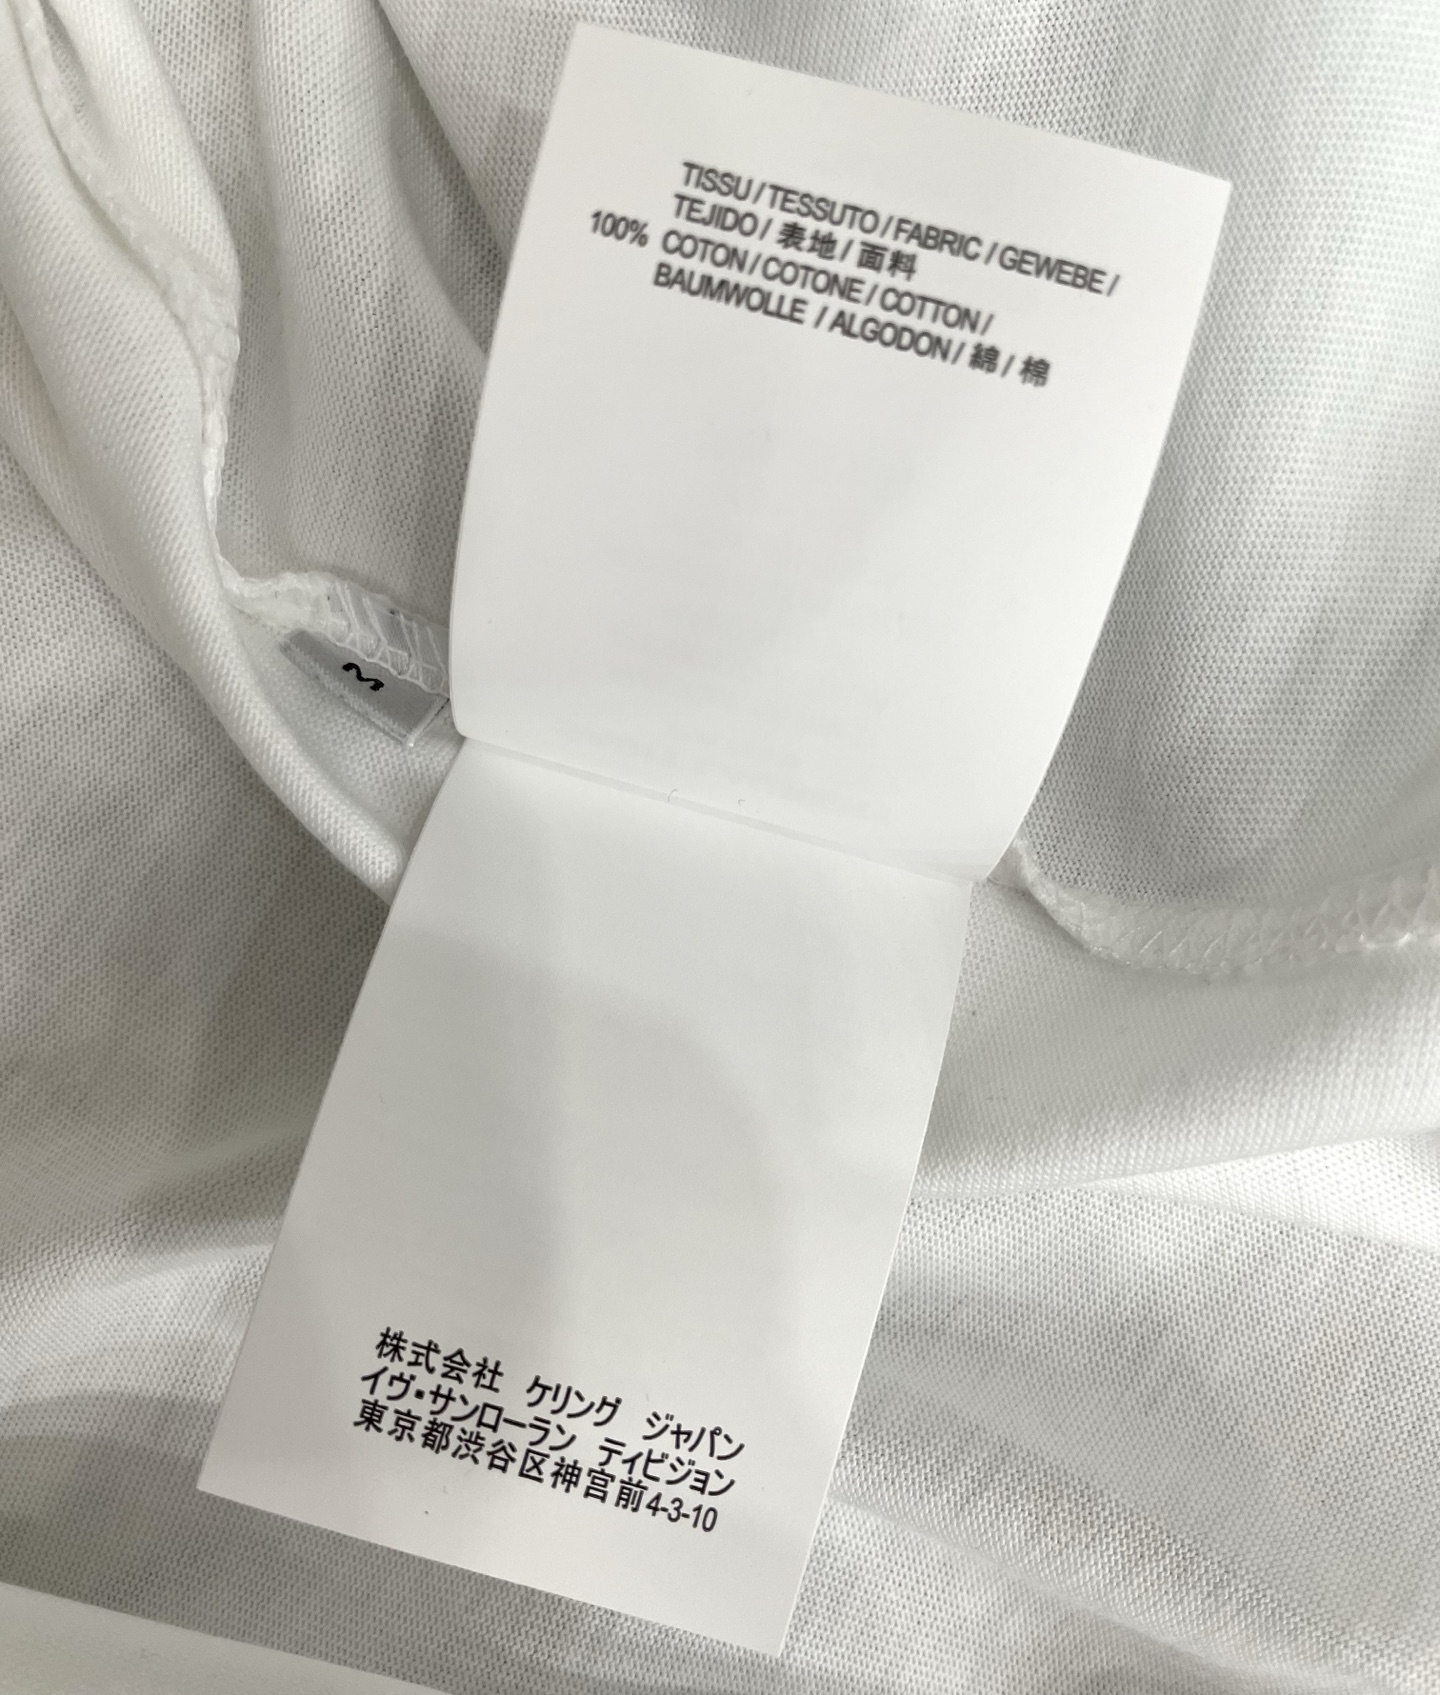 TISSU / TESSUTO / FABRIC / GEWEBE /
TEJIDO / 表地 / 面料
100% COTON / COTONE / COTTON /
BAUMWOLLE / ALGODON / 綿 / 棉
株式会社 ケリング ジャパン
イヴ・サンローラン ディビジョン
東京都渋谷区神宮前4-3-10